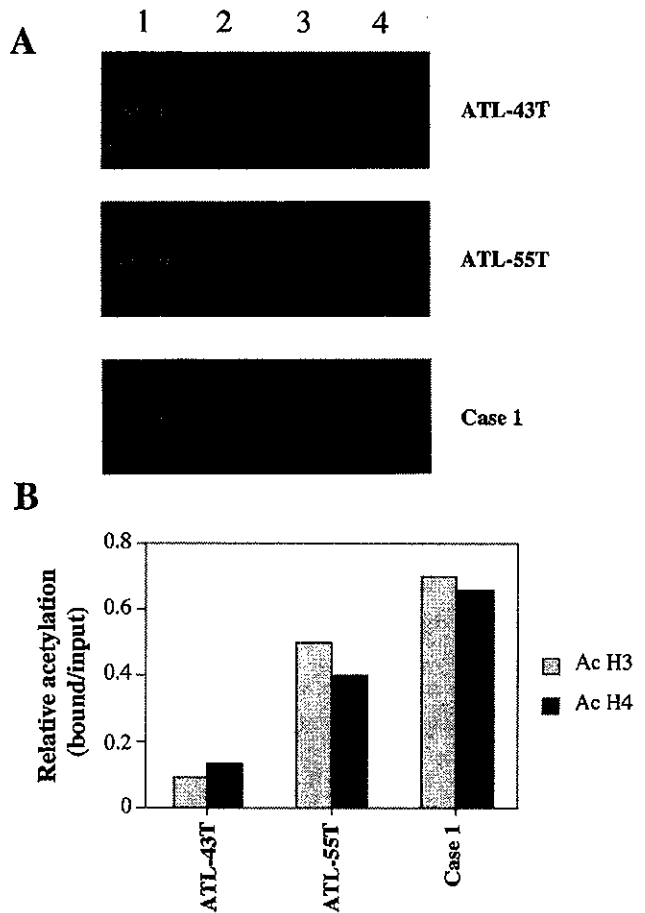 A
1 2 3 4
ATL-43T
ATL-55T
Case 1
B
Relative acetylation
(bound/input)
0.8
0.6
0.4
0.2
0
ATL-43T
ATL-55T
Case 1
Ac H3
Ac H4